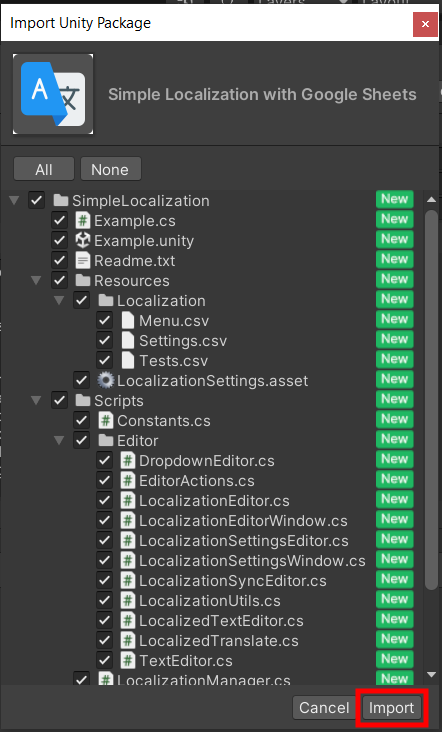 Import Unity Package
Simple Localization with Google Sheets
All None
SimpleLocalization New
Example.cs New
Example.unity New
Readme.txt New
Resources New
Localization New
Menu.csv New
Settings.csv New
Tests.csv New
LocalizationSettings.asset New
Scripts New
Constants.cs New
Editor New
DropdownEditor.cs New
EditorActions.cs New
LocalizationEditor.cs New
LocalizationEditorWindow.cs New
LocalizationSettingsEditor.cs New
LocalizationSettingsWindow.cs New
LocalizationSyncEditor.cs New
LocalizationUtils.cs New
LocalizedTextEditor.cs New
LocalizedTranslate.cs New
TextEditor.cs New
LocalizationManager.cs New
Cancel Import